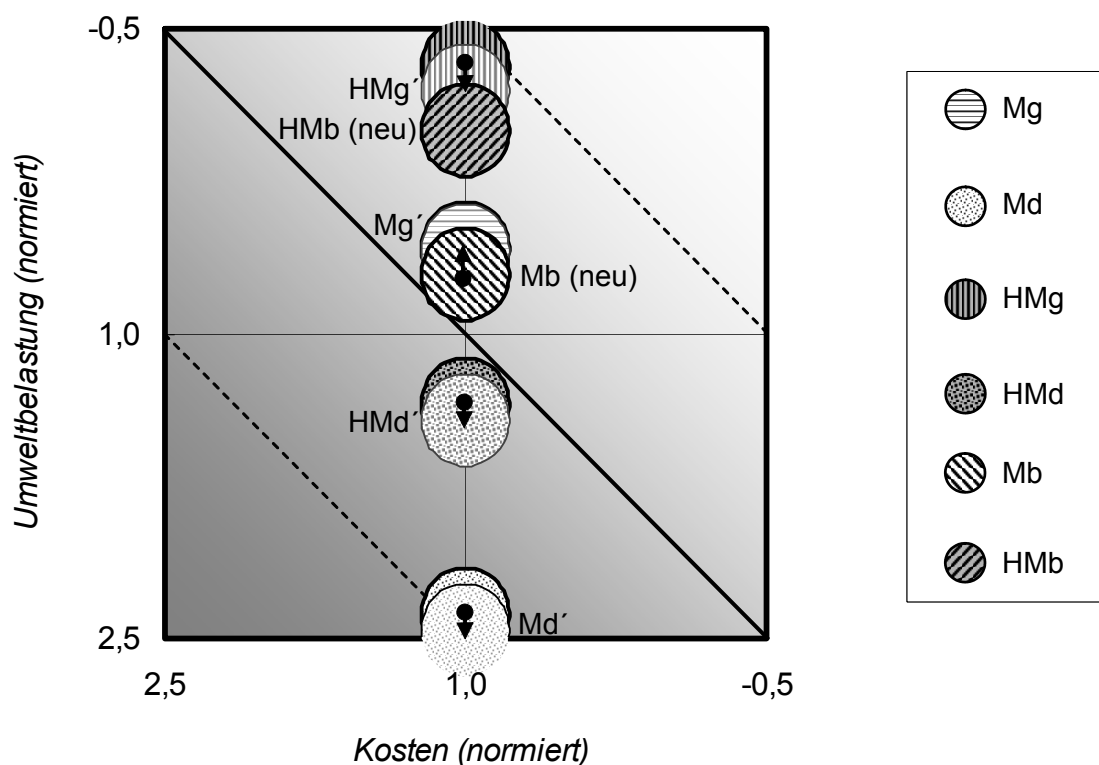 -0,5
HMg´
HMb (neu)
Mg´
Mb (neu)
1,0
HMd´
Md´
2,5
2,5
1,0
-0,5
Umweltbelastung (normiert)
Kosten (normiert)
Mg
Md
HMg
HMd
Mb
HMb